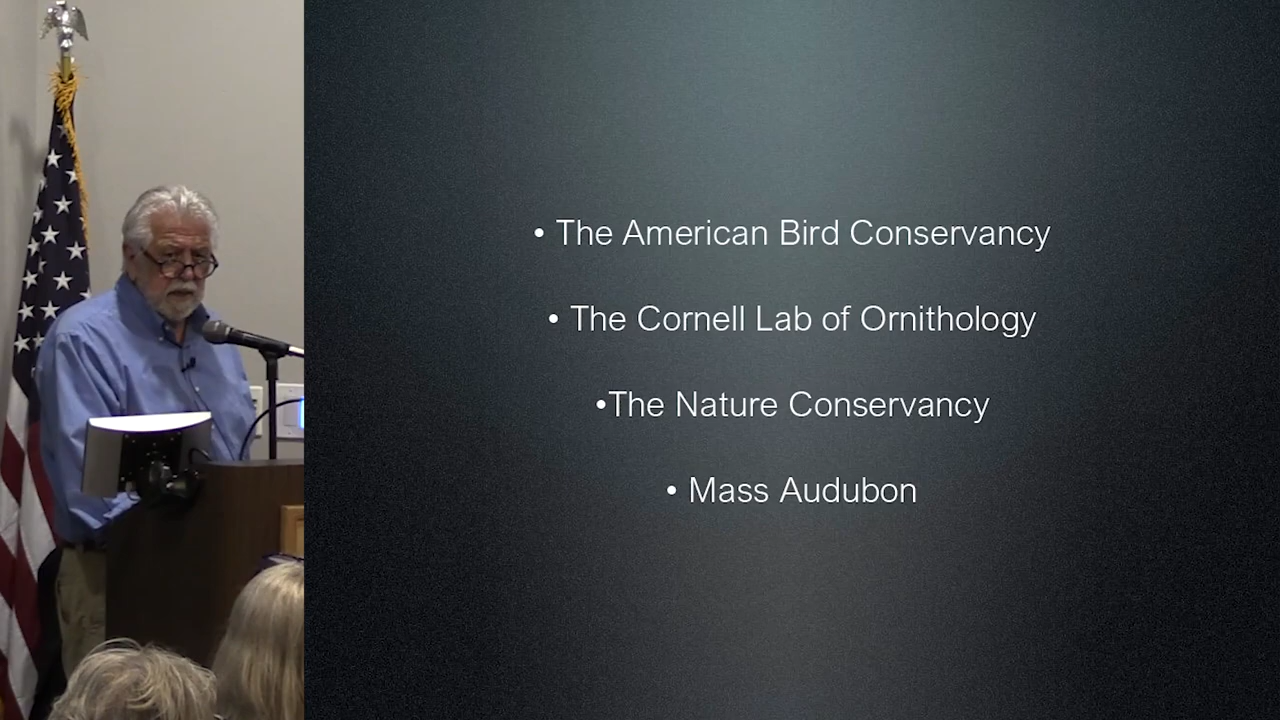 • The American Bird Conservancy
• The Cornell Lab of Ornithology
•The Nature Conservancy
• Mass Audubon